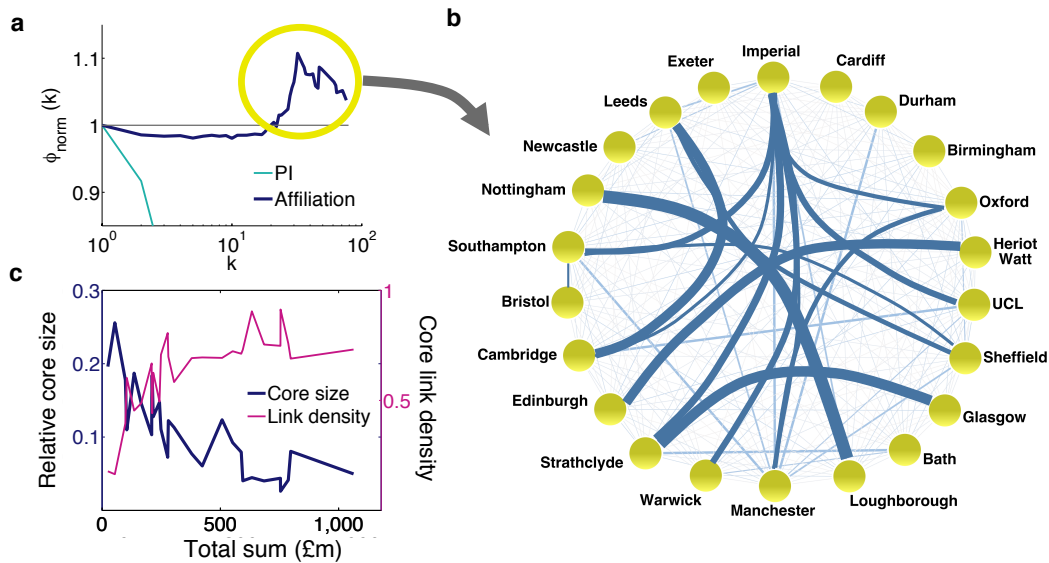 a
1.1
1
0.9
ϕnorm (k)
PI
Affiliation
10^0
10^1
10^2
k
b
Imperial
Cardiff
Exeter
Durham
Leeds
Birmingham
Newcastle
Oxford
Nottingham
Heriot
Watt
Southampton
UCL
Bristol
Sheffield
Cambridge
Glasgow
Edinburgh
Bath
Strathclyde
Loughborough
Warwick
Manchester
c
0.3
0.2
0.1
Relative core size
Core size
Link density
1
0.5
Core link density
0
500
1,000
Total sum (£m)